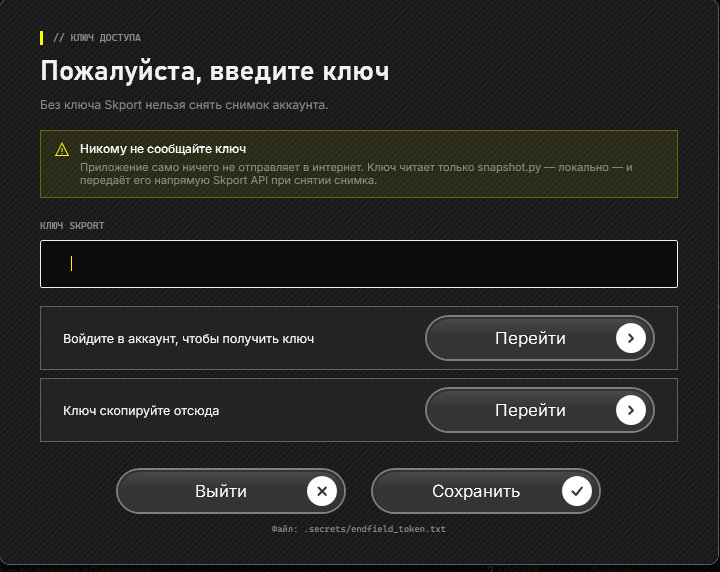 // КЛЮЧ ДОСТУПА
Пожалуйста, введите ключ
Без ключа Skport нельзя снять снимок аккаунта.
Никому не сообщайте ключ
Приложение само ничего не отправляет в интернет. Ключ читает только snapshot.py — локально — и
передаёт его напрямую Skport API при снятии снимка.
КЛЮЧ SKPORT
Войдите в аккаунт, чтобы получить ключ
Перейти
Ключ скопируйте отсюда
Перейти
Выйти
Сохранить
Файл: .secrets/endfield_token.txt